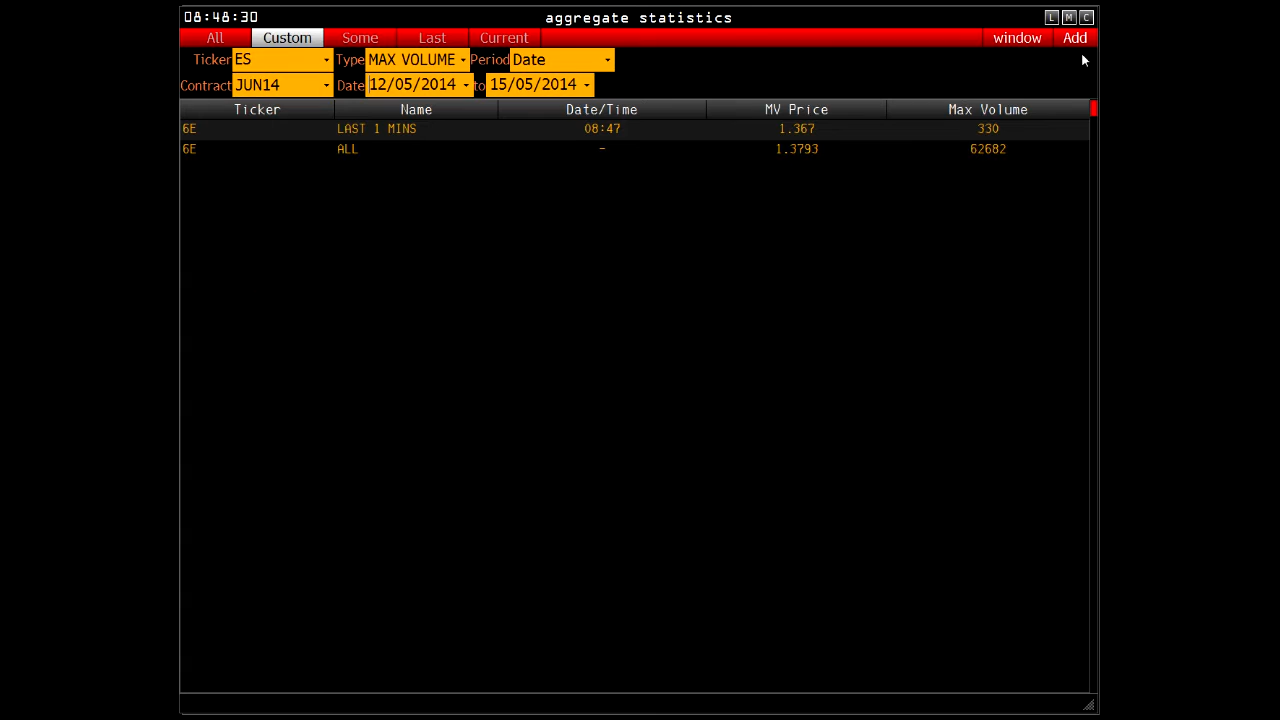 08:48:30 aggregate statistics L M C
All Custom Some Last Current window Add
Ticker ES Type MAX VOLUME Period Date
Contract JUN14 Date 12/05/2014 to 15/05/2014
Ticker Name Date/Time MV Price Max Volume
6E LAST 1 MINS 08:47 1.367 330
6E ALL - 1.3793 62682